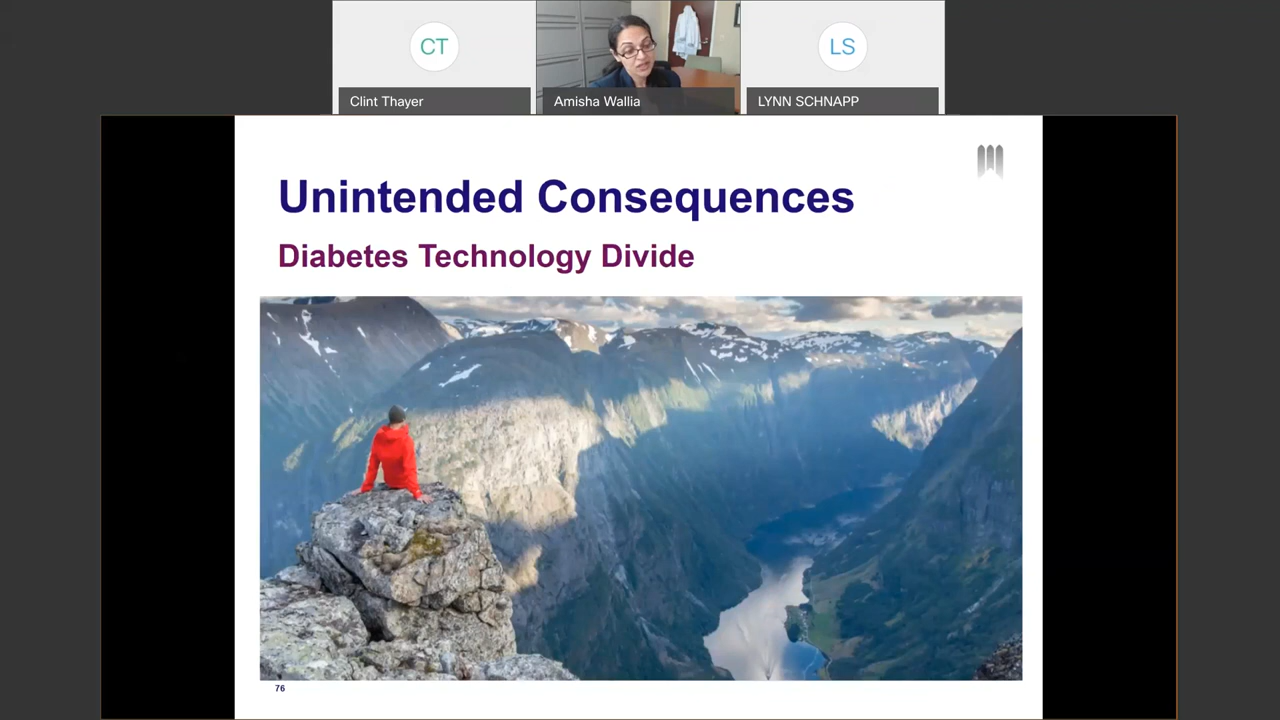 CT
LS
Clint Thayer
Amisha Wallia
LYNN SCHNAPP
Unintended Consequences
Diabetes Technology Divide
76